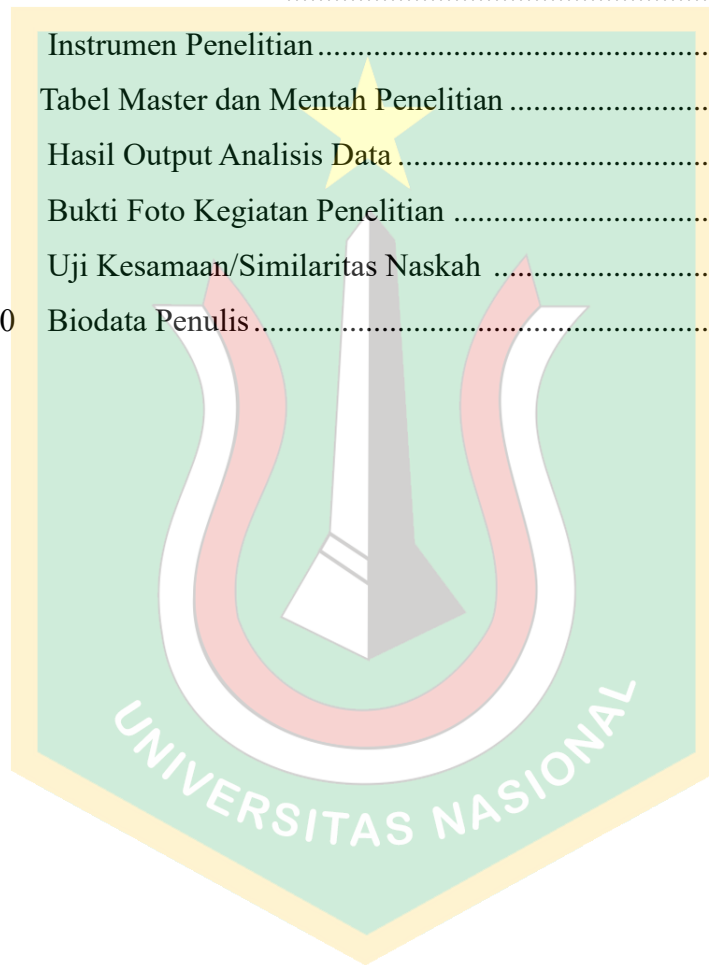 Instrumen Penelitian.................................................
Tabel Master dan Mentah Penelitian .........................
Hasil Output Analisis Data .......................................
Bukti Foto Kegiatan Penelitian ................................
Uji Kesamaan/Similaritas Naskah ...........................
0 Biodata Penulis.........................................................
UNIVERSITAS NASIONAL